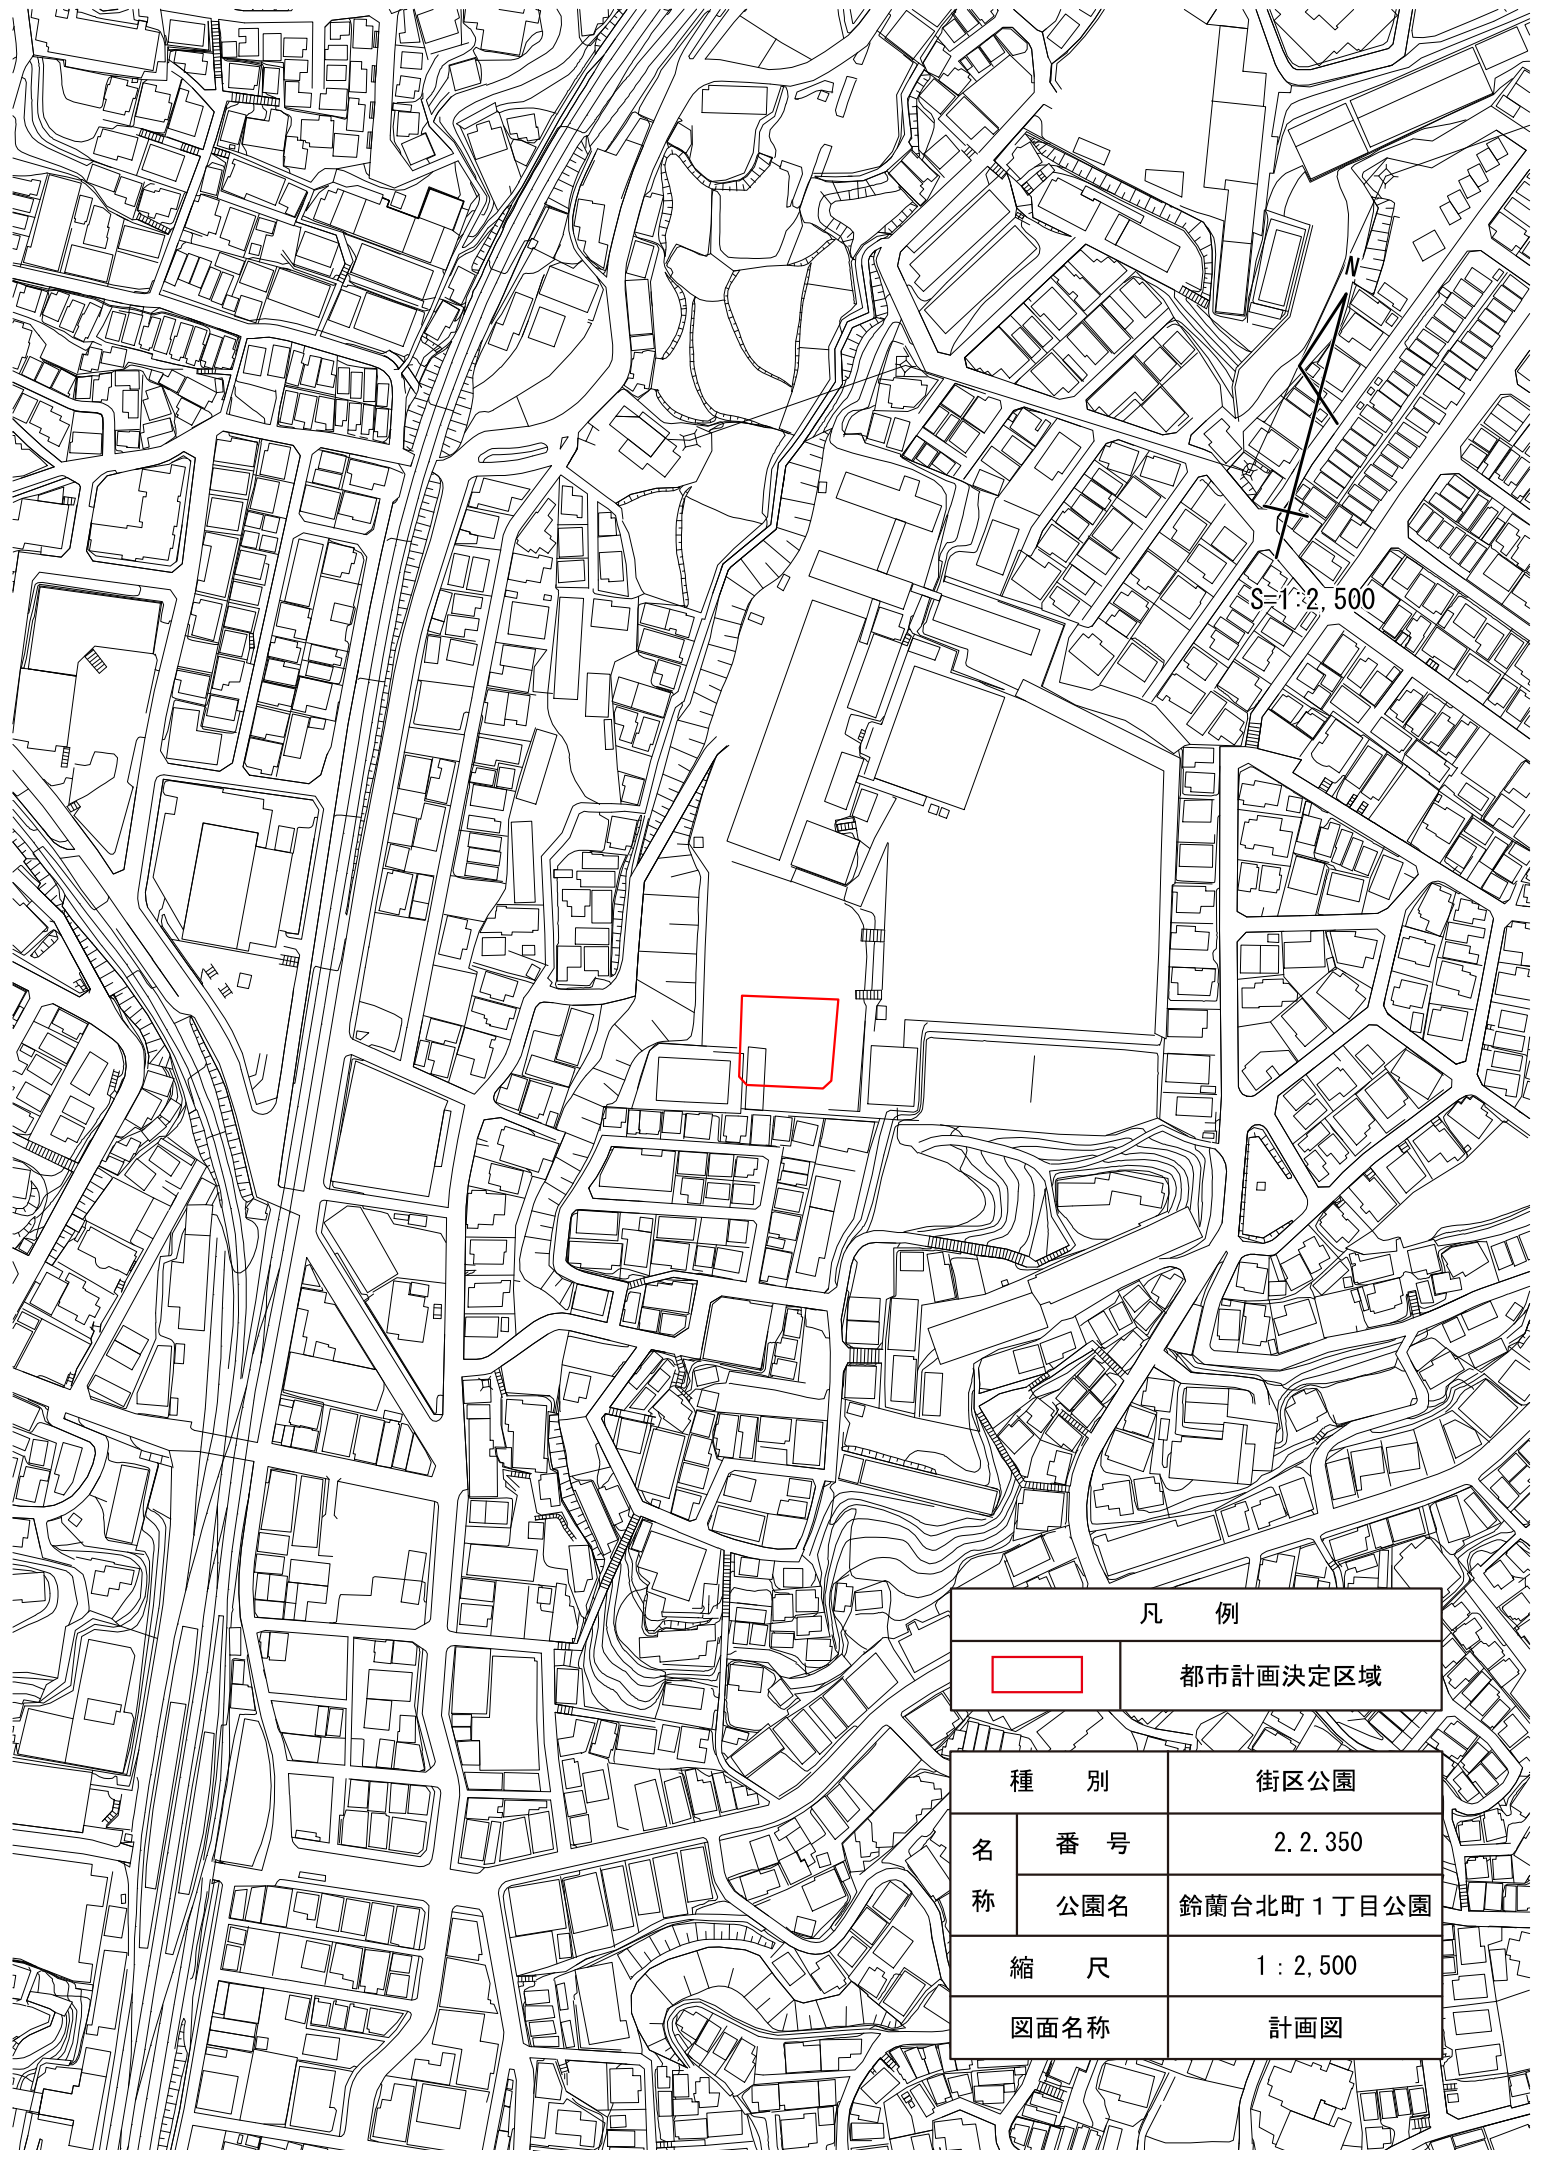 N
S=1:2,500
凡 例
都市計画決定区域
種 別 街区公園
名称 番 号 2.2.350
公園名 鈴蘭台北町1丁目公園
縮 尺 1:2,500
図面名称 計画図